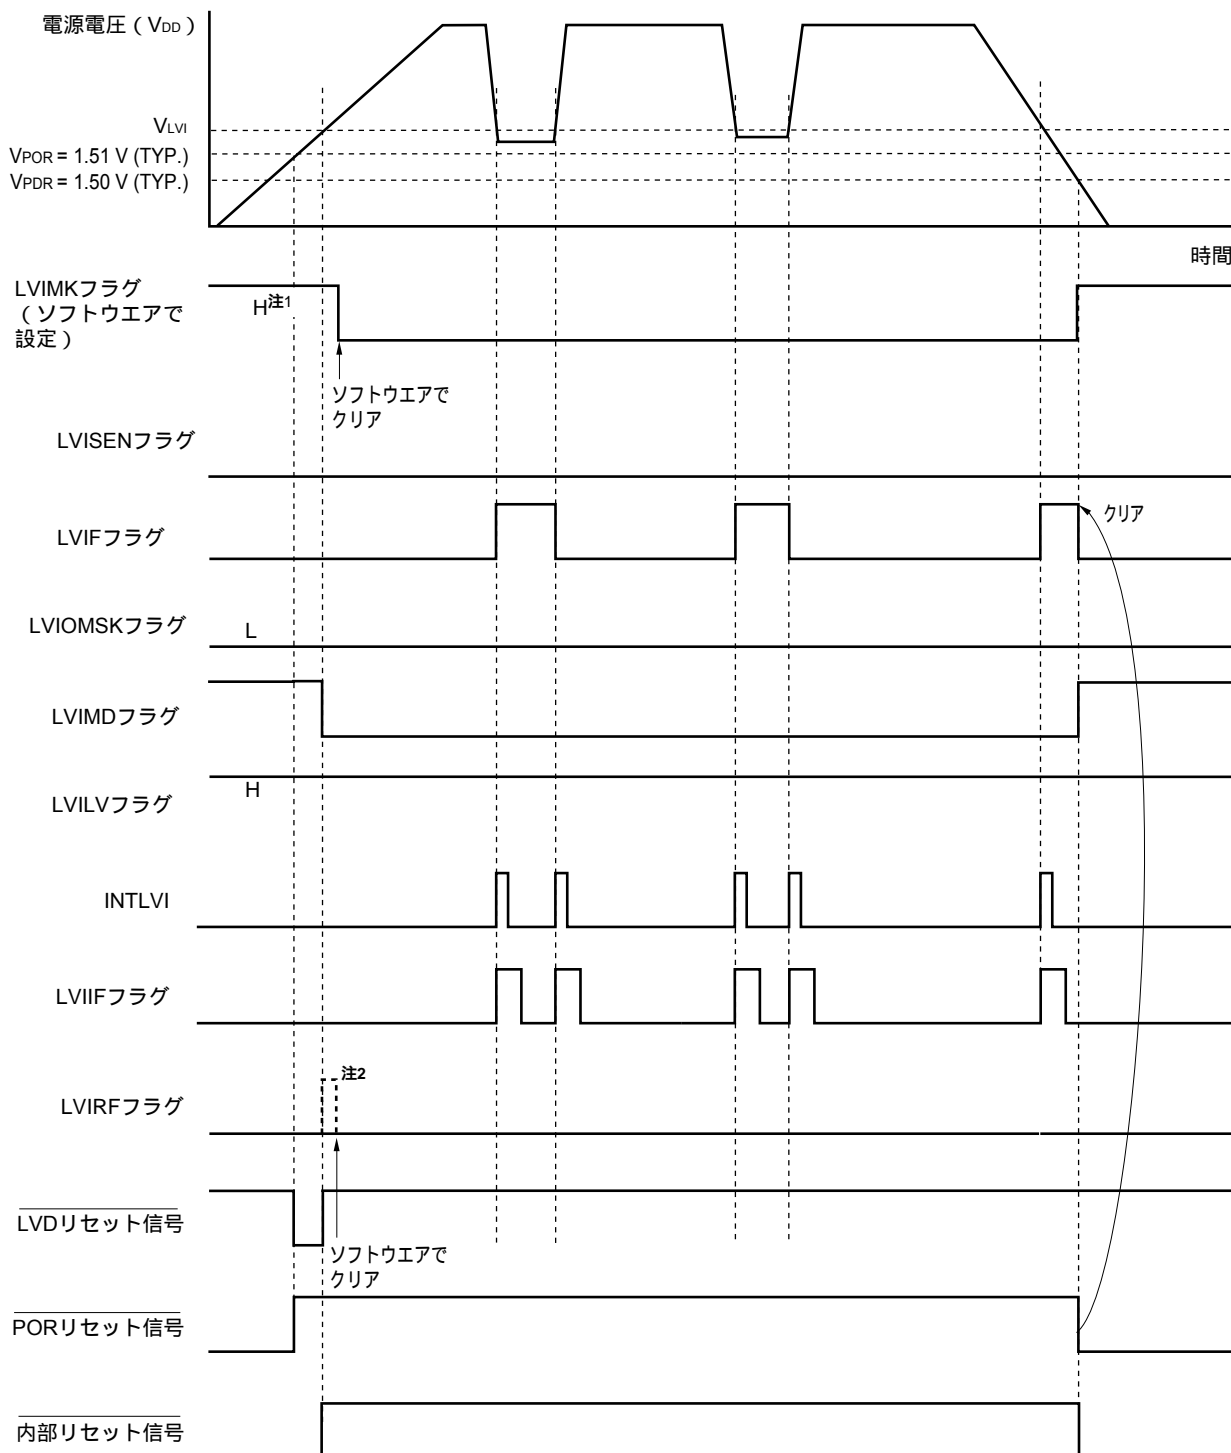 電源電圧（VDD）
VLVI
VPOR = 1.51 V (TYP.)
VPDR = 1.50 V (TYP.)
時間
LVIMKフラグ
（ソフトウエアで
設定）
H注1
ソフトウエアで
クリア
LVISENフラグ
LVIFフラグ
クリア
LVIOMSKフラグ
L
LVIMDフラグ
H
LVILVフラグ
INTLVI
LVIIFフラグ
注2
LVIRFフラグ
LVDリセット信号
ソフトウエアで
クリア
PORリセット信号
内部リセット信号